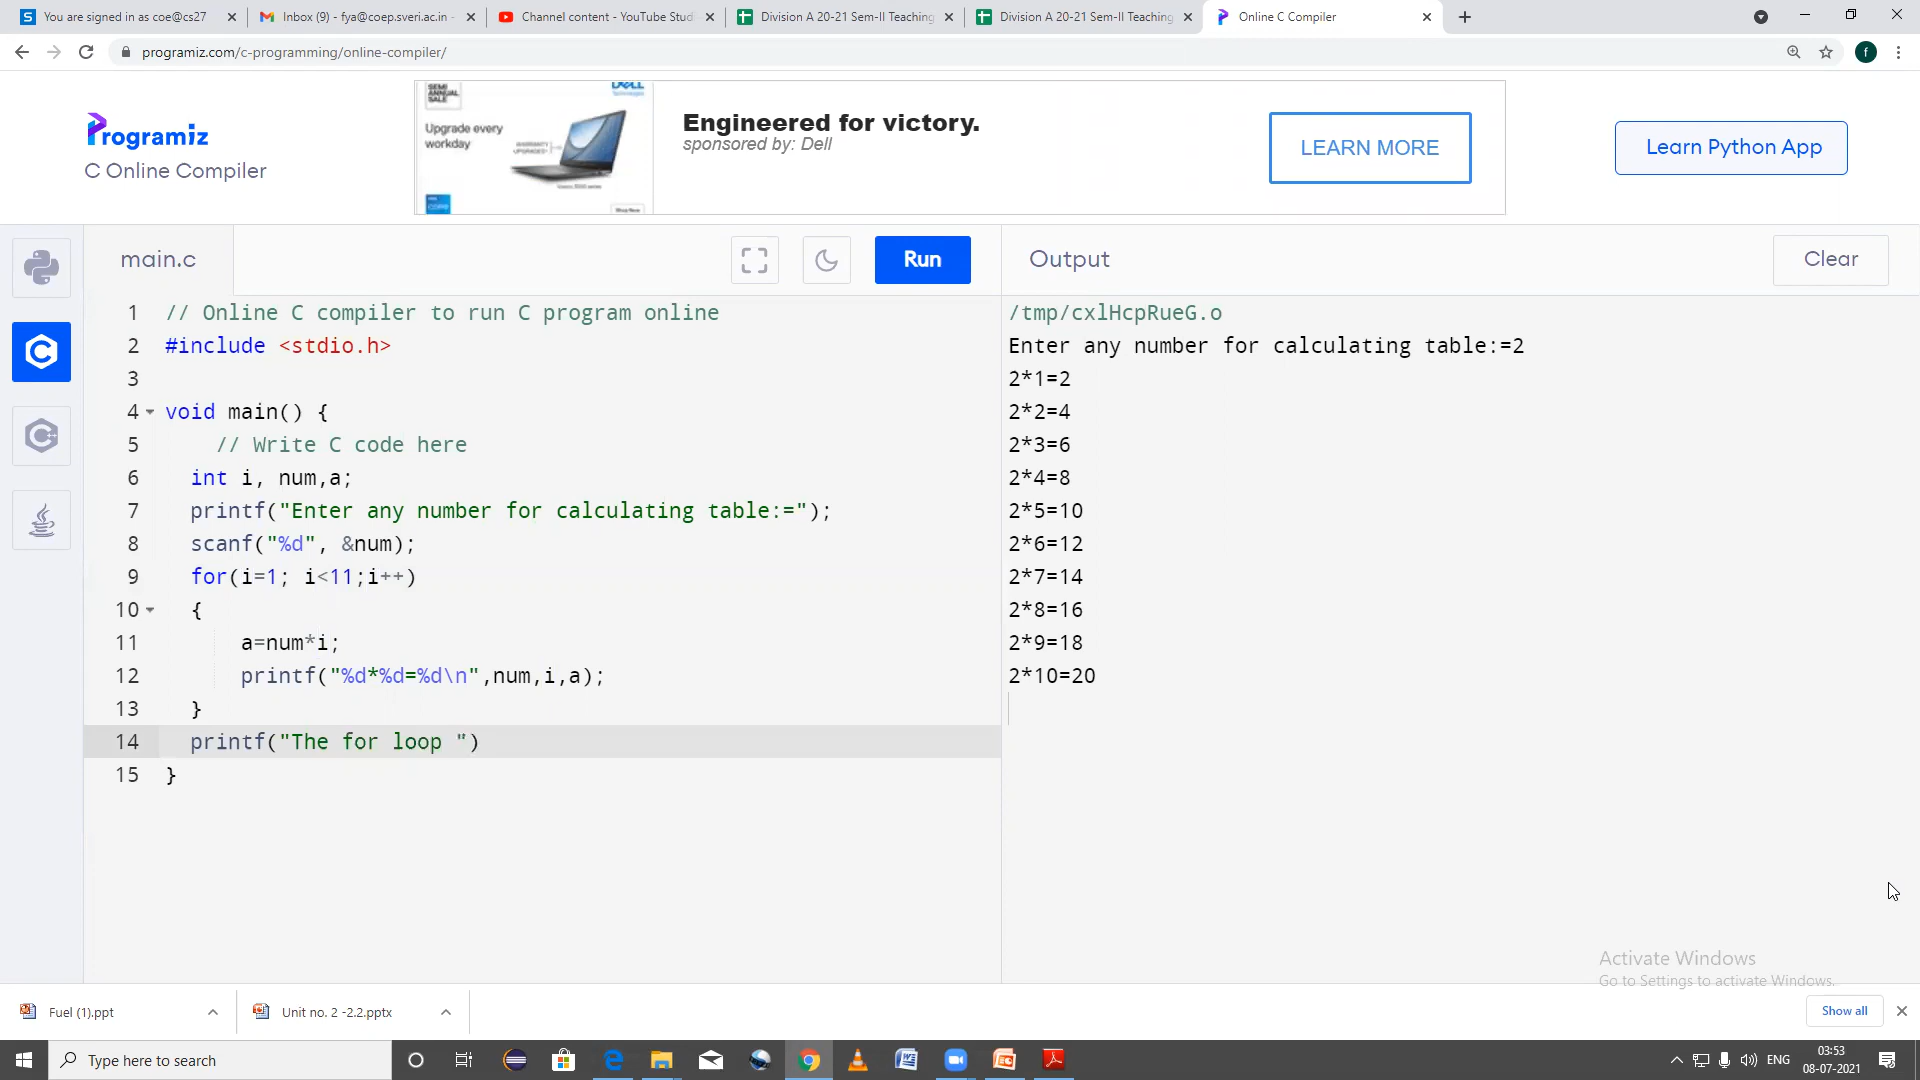 You are signed in as coe@cs27
Inbox (9) - fya@coep.sveri.ac.in -
Channel content - YouTube Stud
Division A 20-21 Sem-II Teaching
Division A 20-21 Sem-II Teaching
Online C Compiler
programiz.com/c-programming/online-compiler/
f
SEMI ANNUAL SALE
DELL
Technologies
Upgrade every
workday
Engineered for victory.
sponsored by: Dell
LEARN MORE
Learn Python App
Programiz
C Online Compiler
main.c
Run
Output
Clear
1 // Online C compiler to run C program online
2 #include <stdio.h>
3
4 void main() {
5 // Write C code here
6 int i, num,a;
7 printf("Enter any number for calculating table:=");
8 scanf("%d", &num);
9 for(i=1; i<11;i++)
10 {
11 a=num*i;
12 printf("%d*%d=%d\n",num,i,a);
13 }
14 printf("The for loop ")
15 }
/tmp/cxlHcpRueG.o
Enter any number for calculating table:=2
2*1=2
2*2=4
2*3=6
2*4=8
2*5=10
2*6=12
2*7=14
2*8=16
2*9=18
2*10=20
Activate Windows
Go to Settings to activate Windows.
Fuel (1).ppt
Unit no. 2 -2.2.pptx
Show all
Type here to search
ENG
03:53
08-07-2021